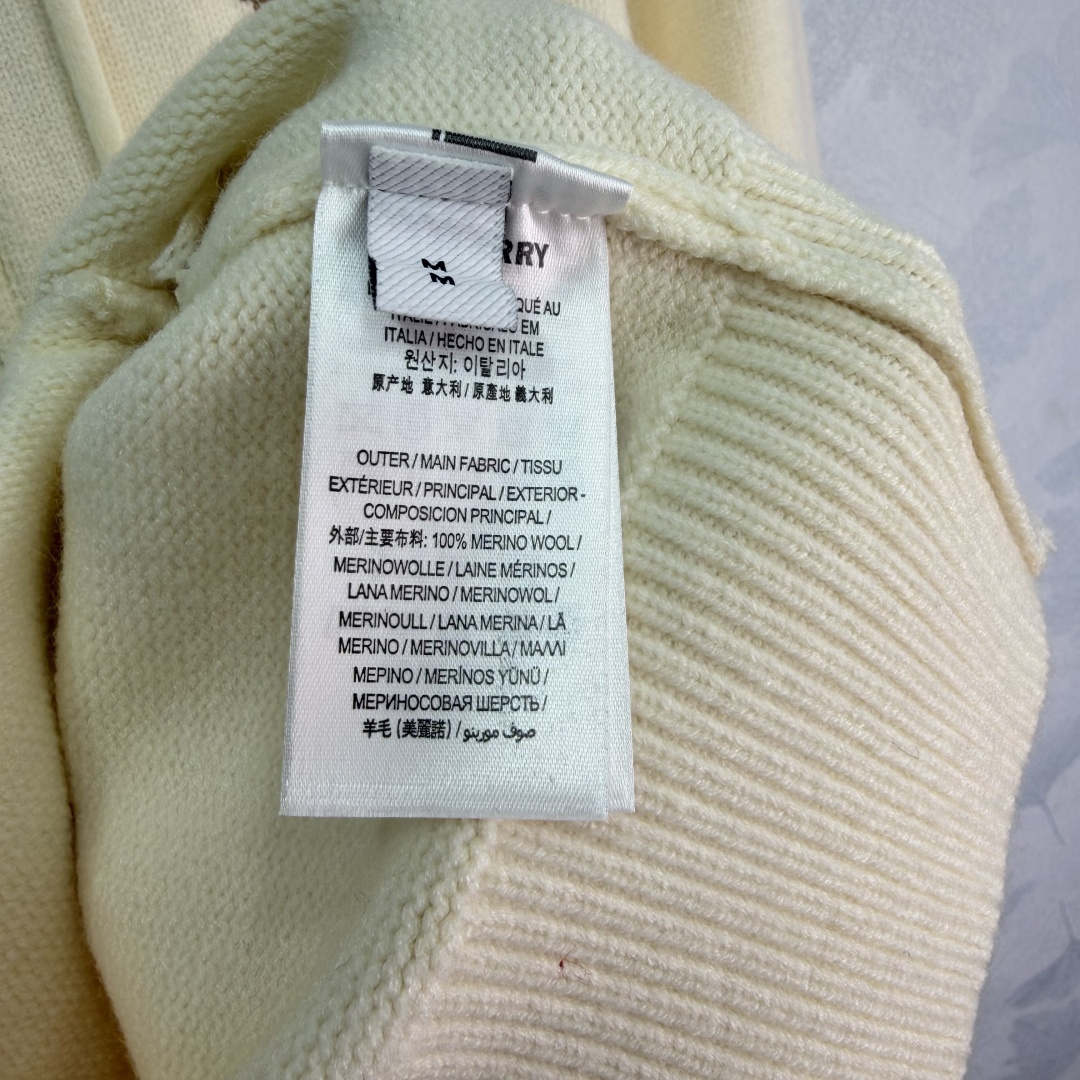 RRY
M
M
QUÉ AU
EM
ITALIA / HECHO EN ITALE
원산지: 이탈리아
原产地 意大利 / 原產地 義大利
OUTER / MAIN FABRIC / TISSU
EXTÉRIEUR / PRINCIPAL / EXTERIOR -
COMPOSICION PRINCIPAL /
外部/主要布料: 100% MERINO WOOL /
MERINOWOLLE / LAINE MÉRINOS /
LANA MERINO / MERINOWOL /
MERINOULL / LANA MERINA / LÃ
MERINO / MERINOVILLA / ΜΑΛΛΙ
ΜΕΡΙΝΟ / MERİNOS YÜNÜ /
МЕРИНОСОВАЯ ШЕРСТЬ /
羊毛 (美麗諾) / صوف مورينو